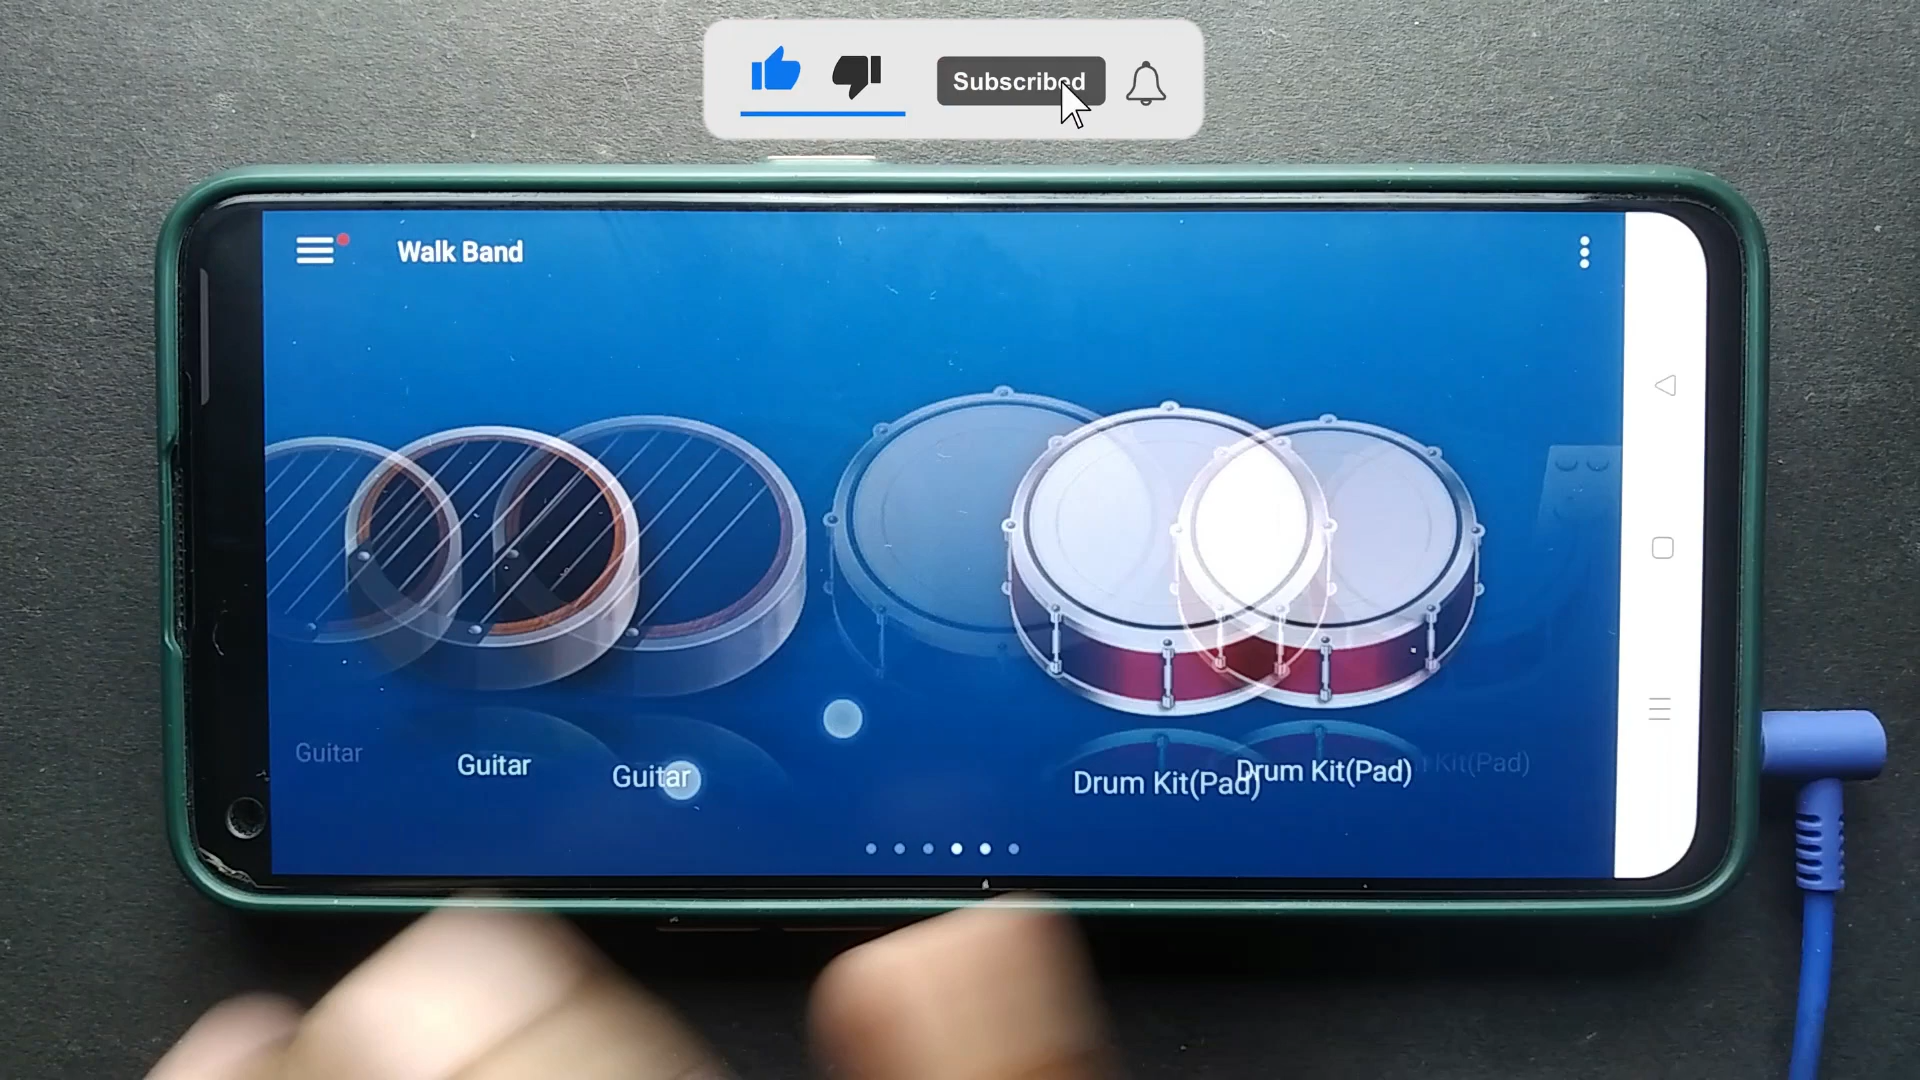 Subscribed
Walk Band
Guitar
Guitar
Guitar
Drum Kit(Pad)
Drum Kit(Pad)
Kit(Pad)